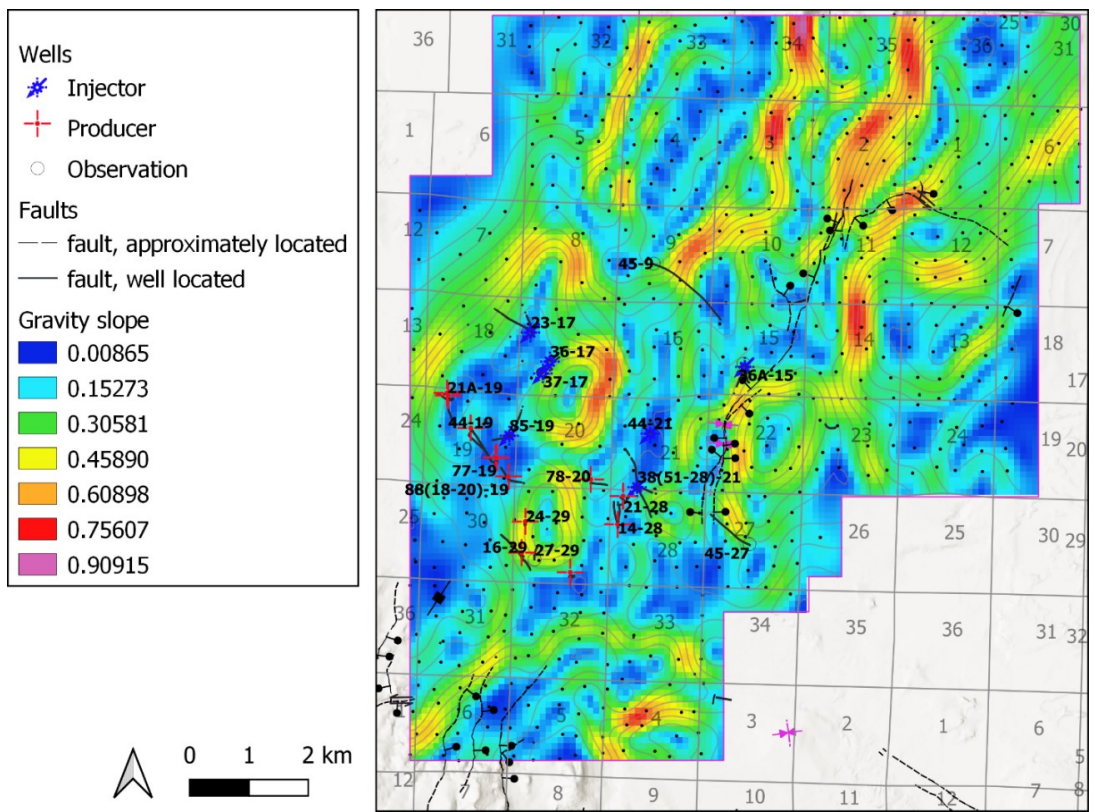 Wells
Injector
Producer
Observation
Faults
fault, approximately located
fault, well located
Gravity slope
0.00865
0.15273
0.30581
0.45890
0.60898
0.75607
0.90915
0 1 2 km
36 31 32 33 34 35 36 25 30
31
1 6 5 4 3 2 1 6
12 7 8 9 10 11 12 7
45-9
13 18 16 15 14 13 18
23-17
36-17
37-17
36A-15
17
21A-19
24 44-19 85-19 20 44-21 22 23 24 19
19 21 20
77-19 78-20 38(51-28)-21
86(18-20)-19 21-28
25 30 24-29 14-28 27 26 25 30 29
16-29 27-29 28 45-27
36 31 32 33 34 35 36 31 32
6 5 4 3 2 1 6
5
12 8 9 10 11 12 7 8